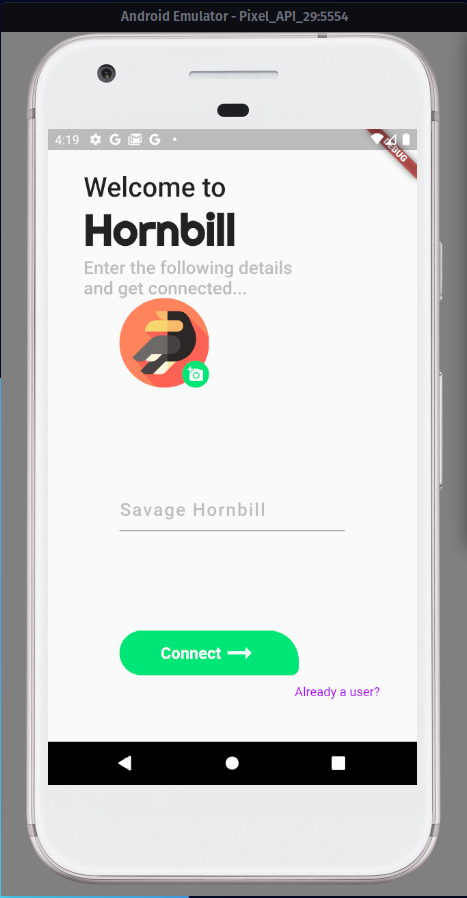 Android Emulator - Pixel_API_29:5554
4:19 G G
DEBUG
Welcome to
Hornbill
Enter the following details
and get connected...
Savage Hornbill
Connect
Already a user?